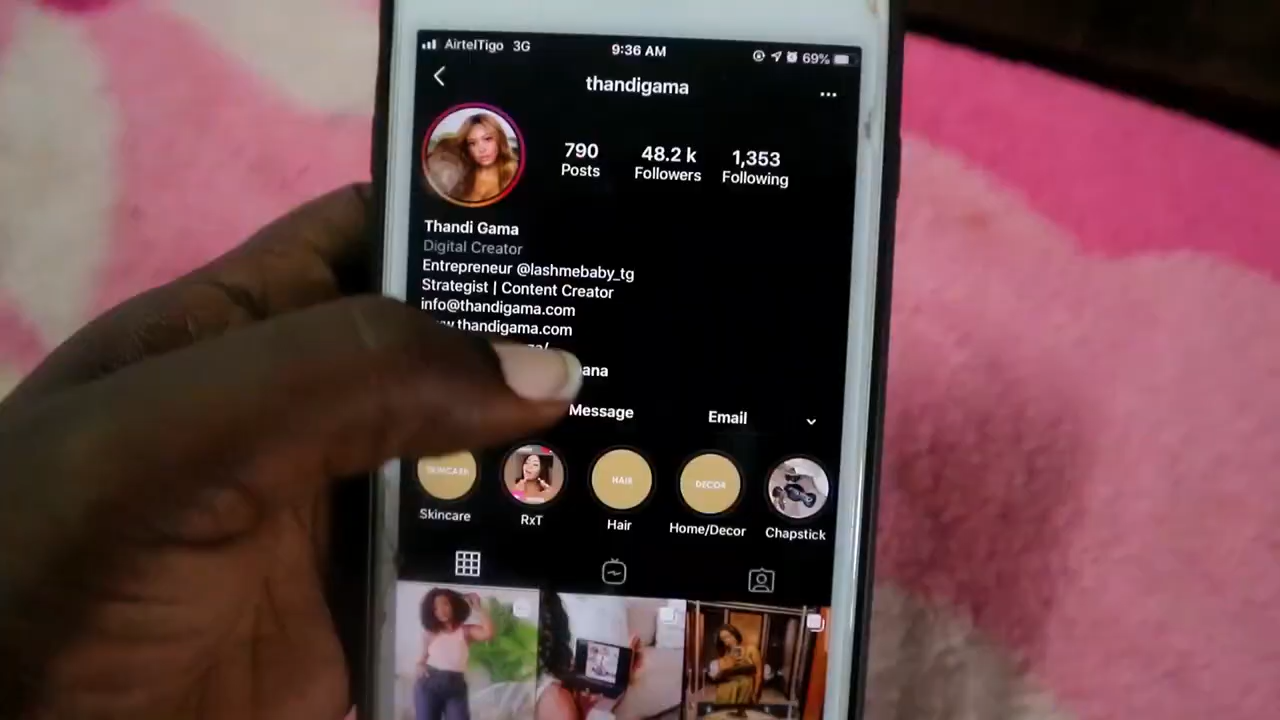 AirtelTigo 3G 9:36 AM 69%
thandigama
790 48.2 k 1,353
Posts Followers Following
Thandi Gama
Digital Creator
Entrepreneur @lashmebaby_tg
Strategist | Content Creator
info@thandigama.com
thandigama.com
Message Email
SKINCARE HAIR DECOR
Skincare RxT Hair Home/Decor Chapstick